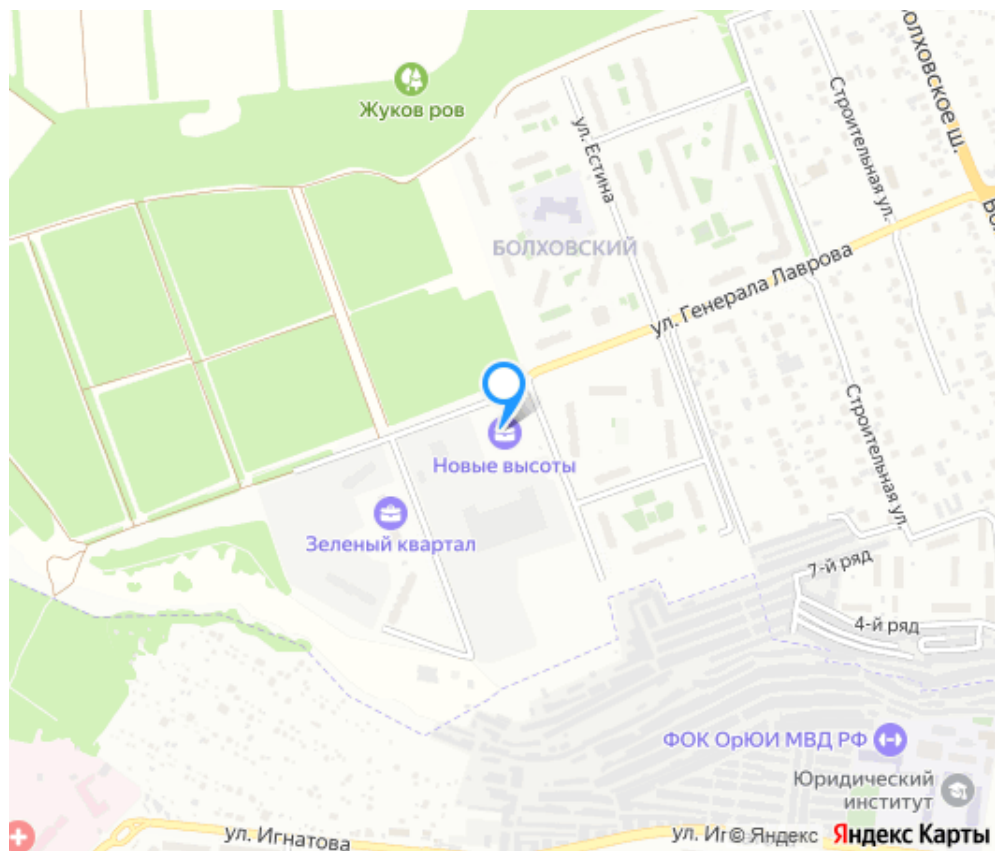 ОЛХОВСКОЕ Ш.
Жуков ров
Строительная ул.
ул. Естина
БОЛХОВСКИЙ
ул. Генерала Лаврова
Новые высоты
Строительная ул.
Зеленый квартал
7-й ряд
4-й ряд
ФОК ОрЮИ МВД РФ
Юридический
институт
ул. Игнатова
ул. Иг
© Яндекс
Яндекс Карты